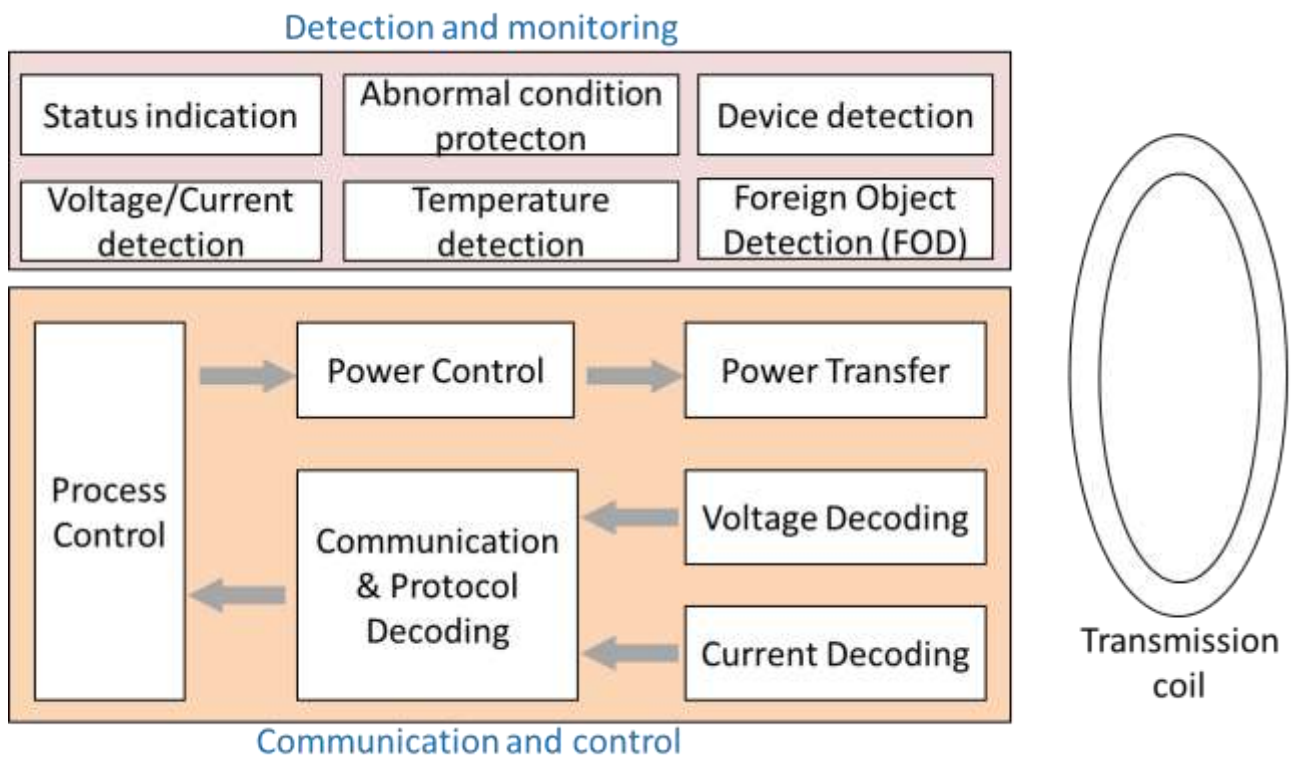 Detection and monitoring
Status indication
Abnormal condition
protecton
Device detection
Voltage/Current
detection
Temperature
detection
Foreign Object
Detection (FOD)
Process
Control
Power Control
Power Transfer
Communication
& Protocol
Decoding
Voltage Decoding
Current Decoding
Transmission
coil
Communication and control